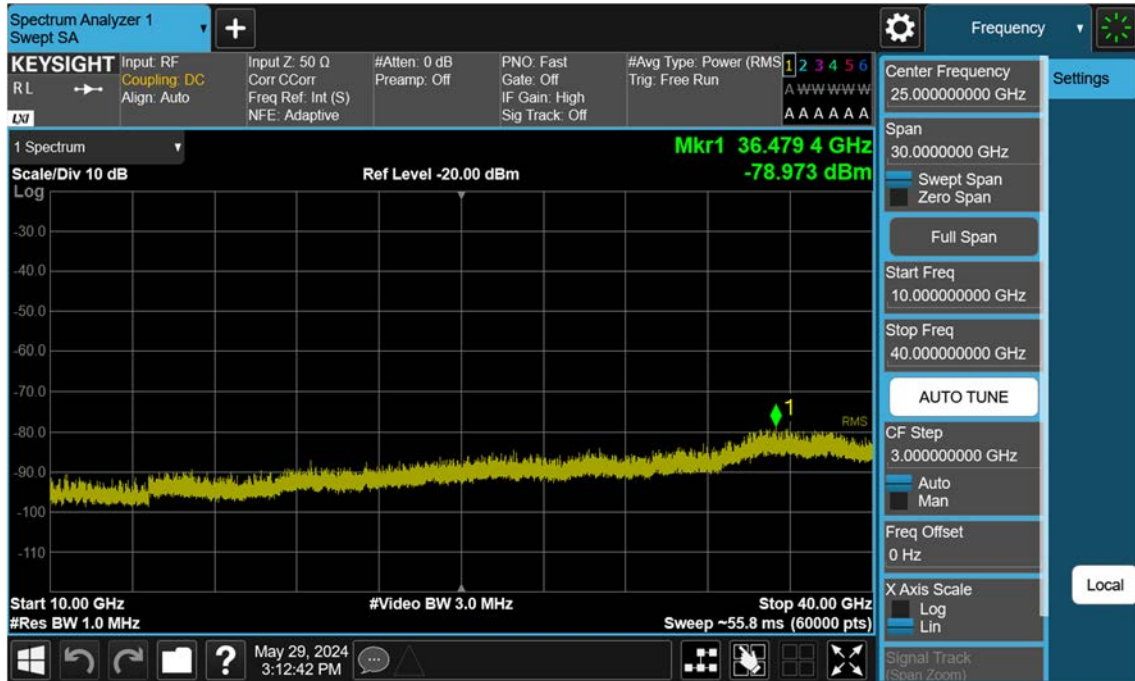 Spectrum Analyzer 1
Swept SA
Frequency
KEYSIGHT
RL
LXI
Input: RF
Coupling: DC
Align: Auto
Input Z: 50 Ω
Corr CCorr
Freq Ref: Int (S)
NFE: Adaptive
#Atten: 0 dB
Preamp: Off
PNO: Fast
Gate: Off
IF Gain: High
Sig Track: Off
#Avg Type: Power (RMS
Trig: Free Run
1 2 3 4 5 6
A W W W W W
A A A A A A
1 Spectrum
Scale/Div 10 dB
Log
Ref Level -20.00 dBm
Mkr1 36.479 4 GHz
-78.973 dBm
-30.0
-40.0
-50.0
-60.0
-70.0
-80.0
-90.0
-100
-110
1
RMS
Start 10.00 GHz
#Res BW 1.0 MHz
#Video BW 3.0 MHz
Stop 40.00 GHz
Sweep ~55.8 ms (60000 pts)
Center Frequency
25.000000000 GHz
Span
30.0000000 GHz
Swept Span
Zero Span
Full Span
Start Freq
10.000000000 GHz
Stop Freq
40.000000000 GHz
AUTO TUNE
CF Step
3.000000000 GHz
Auto
Man
Freq Offset
0 Hz
X Axis Scale
Log
Lin
Signal Track
(Span Zoom)
Settings
Local
?
May 29, 2024
3:12:42 PM